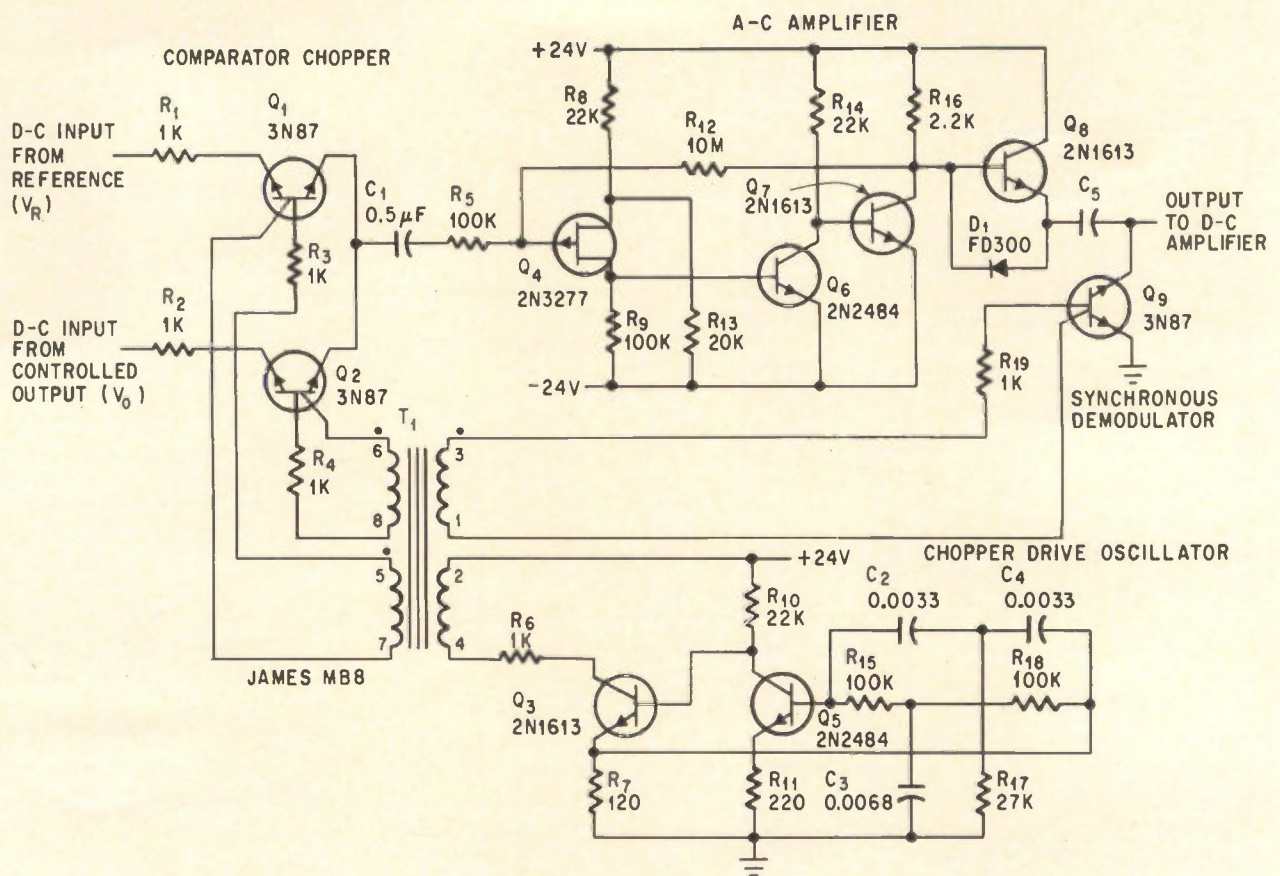 A-C AMPLIFIER
COMPARATOR CHOPPER
+24V
R1
1K
Q1
3N87
D-C INPUT
FROM
REFERENCE
(VR)
C1
0.5µF
R5
100K
R3
1K
R8
22K
R12
10M
R14
22K
R16
2.2K
Q8
2N1613
Q7
2N1613
C5
D1
FD300
OUTPUT
TO D-C
AMPLIFIER
Q4
2N3277
Q6
2N2484
Q9
3N87
R2
1K
D-C INPUT
FROM
CONTROLLED
OUTPUT (VO)
Q2
3N87
R9
100K
R13
20K
-24V
R19
1K
SYNCHRONOUS
DEMODULATOR
R4
1K
T1
6
8
3
1
5
7
2
4
JAMES MB8
+24V
CHOPPER DRIVE OSCILLATOR
R10
22K
C2
0.0033
C4
0.0033
R6
1K
R15
100K
R18
100K
Q3
2N1613
Q5
2N2484
R7
120
R11
220
C3
0.0068
R17
27K